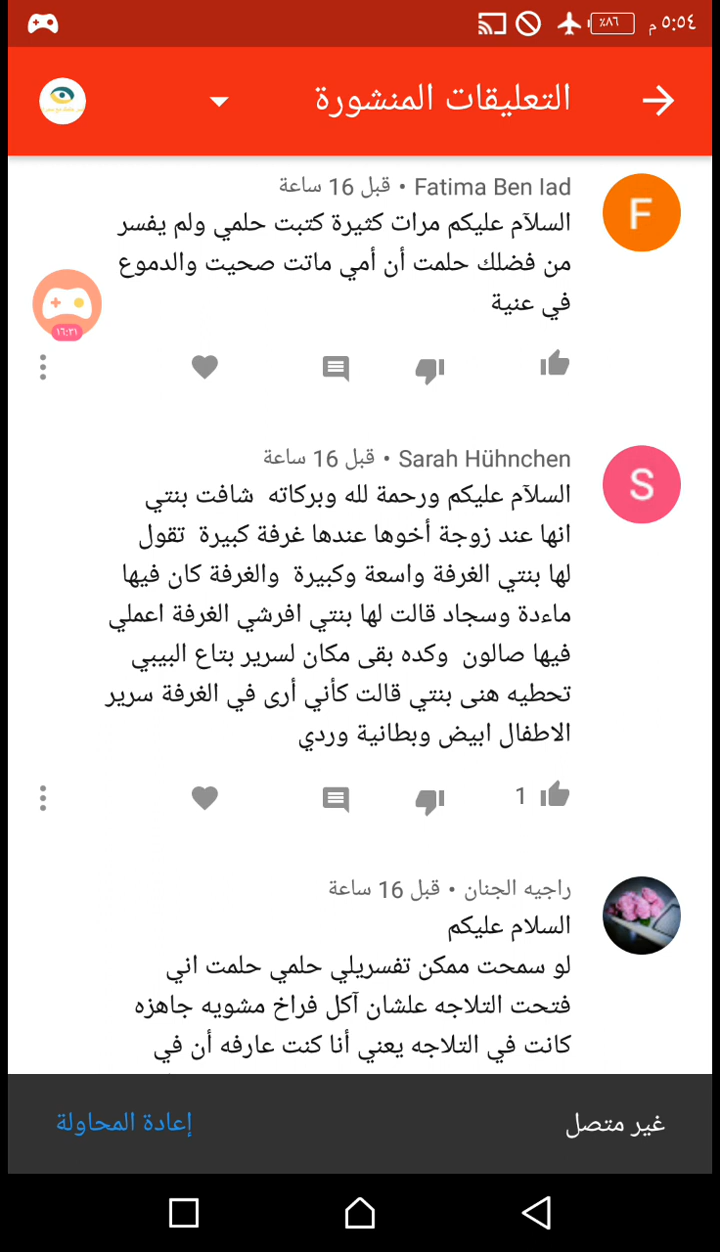 ٥:٥٤ م
٪٨٦
التعليقات المنشورة
Fatima Ben lad • قبل 16 ساعة
F
السلآم عليكم مرات كثيرة كتبت حلمي ولم يفسر
من فضلك حلمت أن أمي ماتت صحيت والدموع
في عنية
١٦:٣١
Sarah Hühnchen • قبل 16 ساعة
S
السلآم عليكم ورحمة لله وبركاته شافت بنتي
انها عند زوجة أخوها عندها غرفة كبيرة تقول
لها بنتي الغرفة واسعة وكبيرة والغرفة كان فيها
ماءدة وسجاد قالت لها بنتي افرشي الغرفة اعملي
فيها صالون وكده بقى مكان لسرير بتاع البيبي
تحطيه هنى بنتي قالت كأني أرى في الغرفة سرير
الاطفال ابيض وبطانية وردي
1
راجيه الجنان • قبل 16 ساعة
السلام عليكم
لو سمحت ممكن تفسريلي حلمي حلمت اني
فتحت التلاجه علشان آكل فراخ مشويه جاهزه
كانت في التلاجه يعني أنا كنت عارفه أن في
غير متصل
إعادة المحاولة